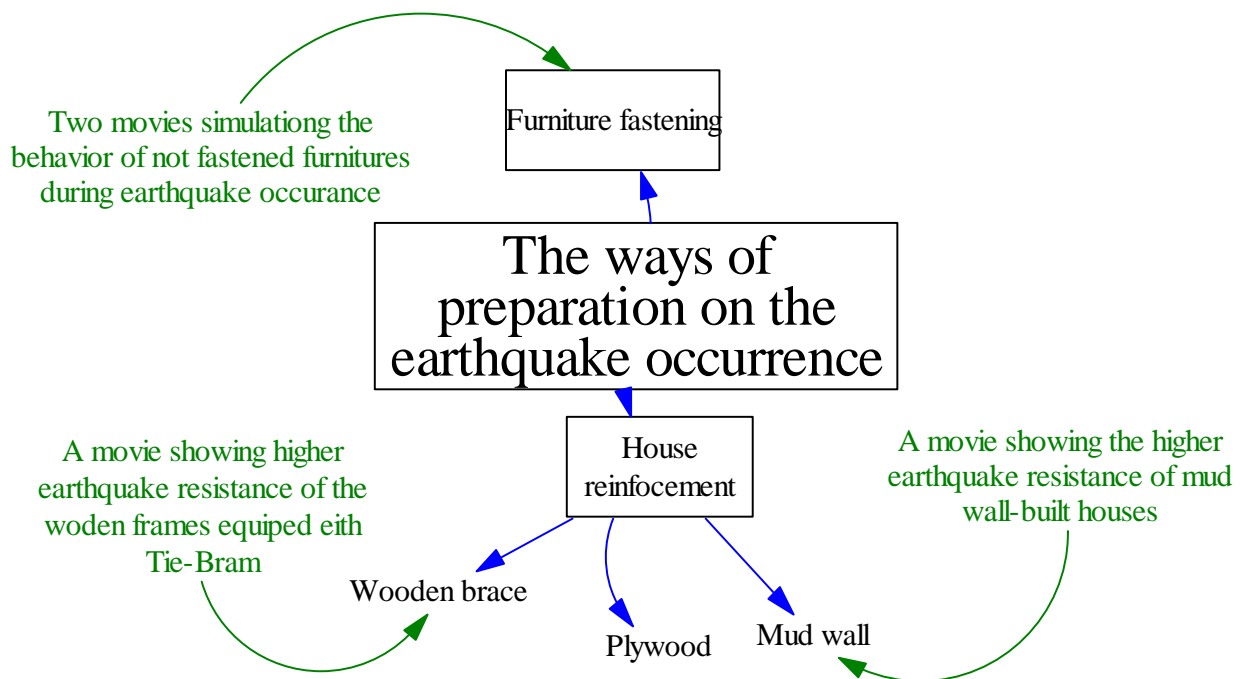 Two movies simulationg the
behavior of not fastened furnitures
during earthquake occurance
Furniture fastening
The ways of
preparation on the
earthquake occurrence
House
reinfocement
A movie showing higher
earthquake resistance of the
woden frames equiped eith
Tie-Bram
A movie showing the higher
earthquake resistance of mud
wall-built houses
Wooden brace
Plywood
Mud wall